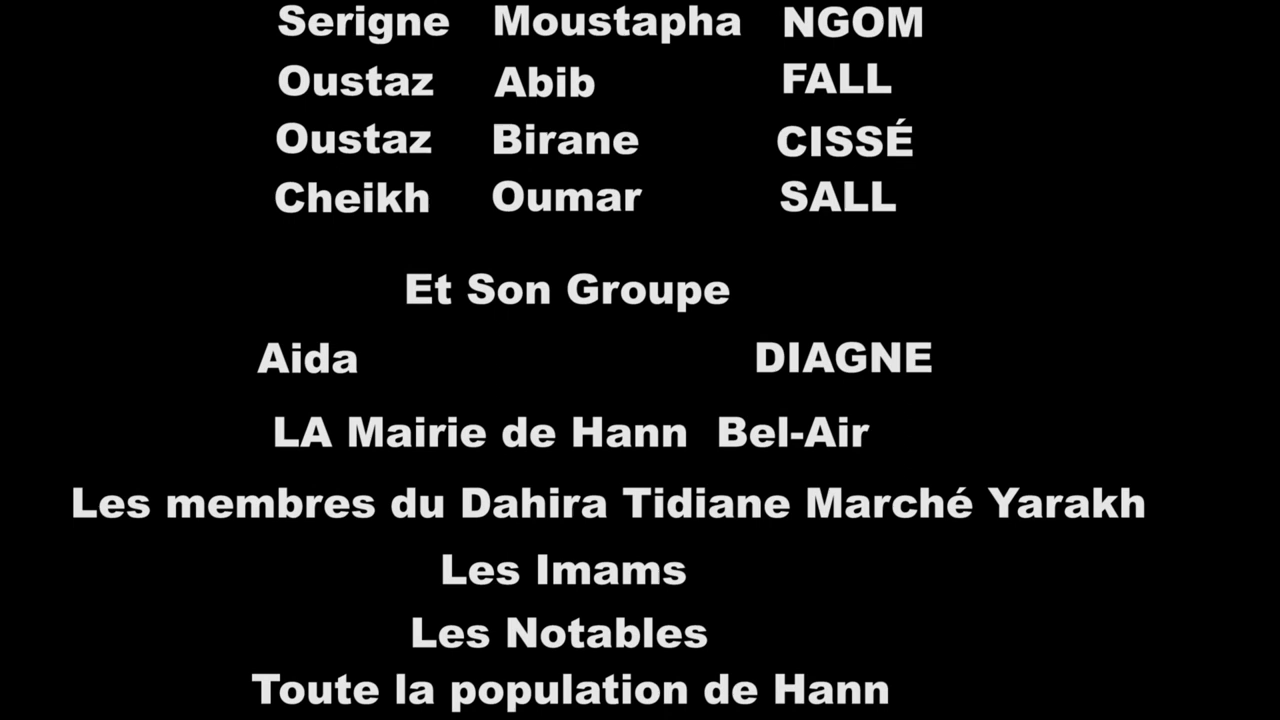 Serigne Moustapha NGOM
Oustaz Abib FALL
Oustaz Birane CISSÉ
Cheikh Oumar SALL
Et Son Groupe
Aida DIAGNE
LA Mairie de Hann Bel-Air
Les membres du Dahira Tidiane Marché Yarakh
Les Imams
Les Notables
Toute la population de Hann